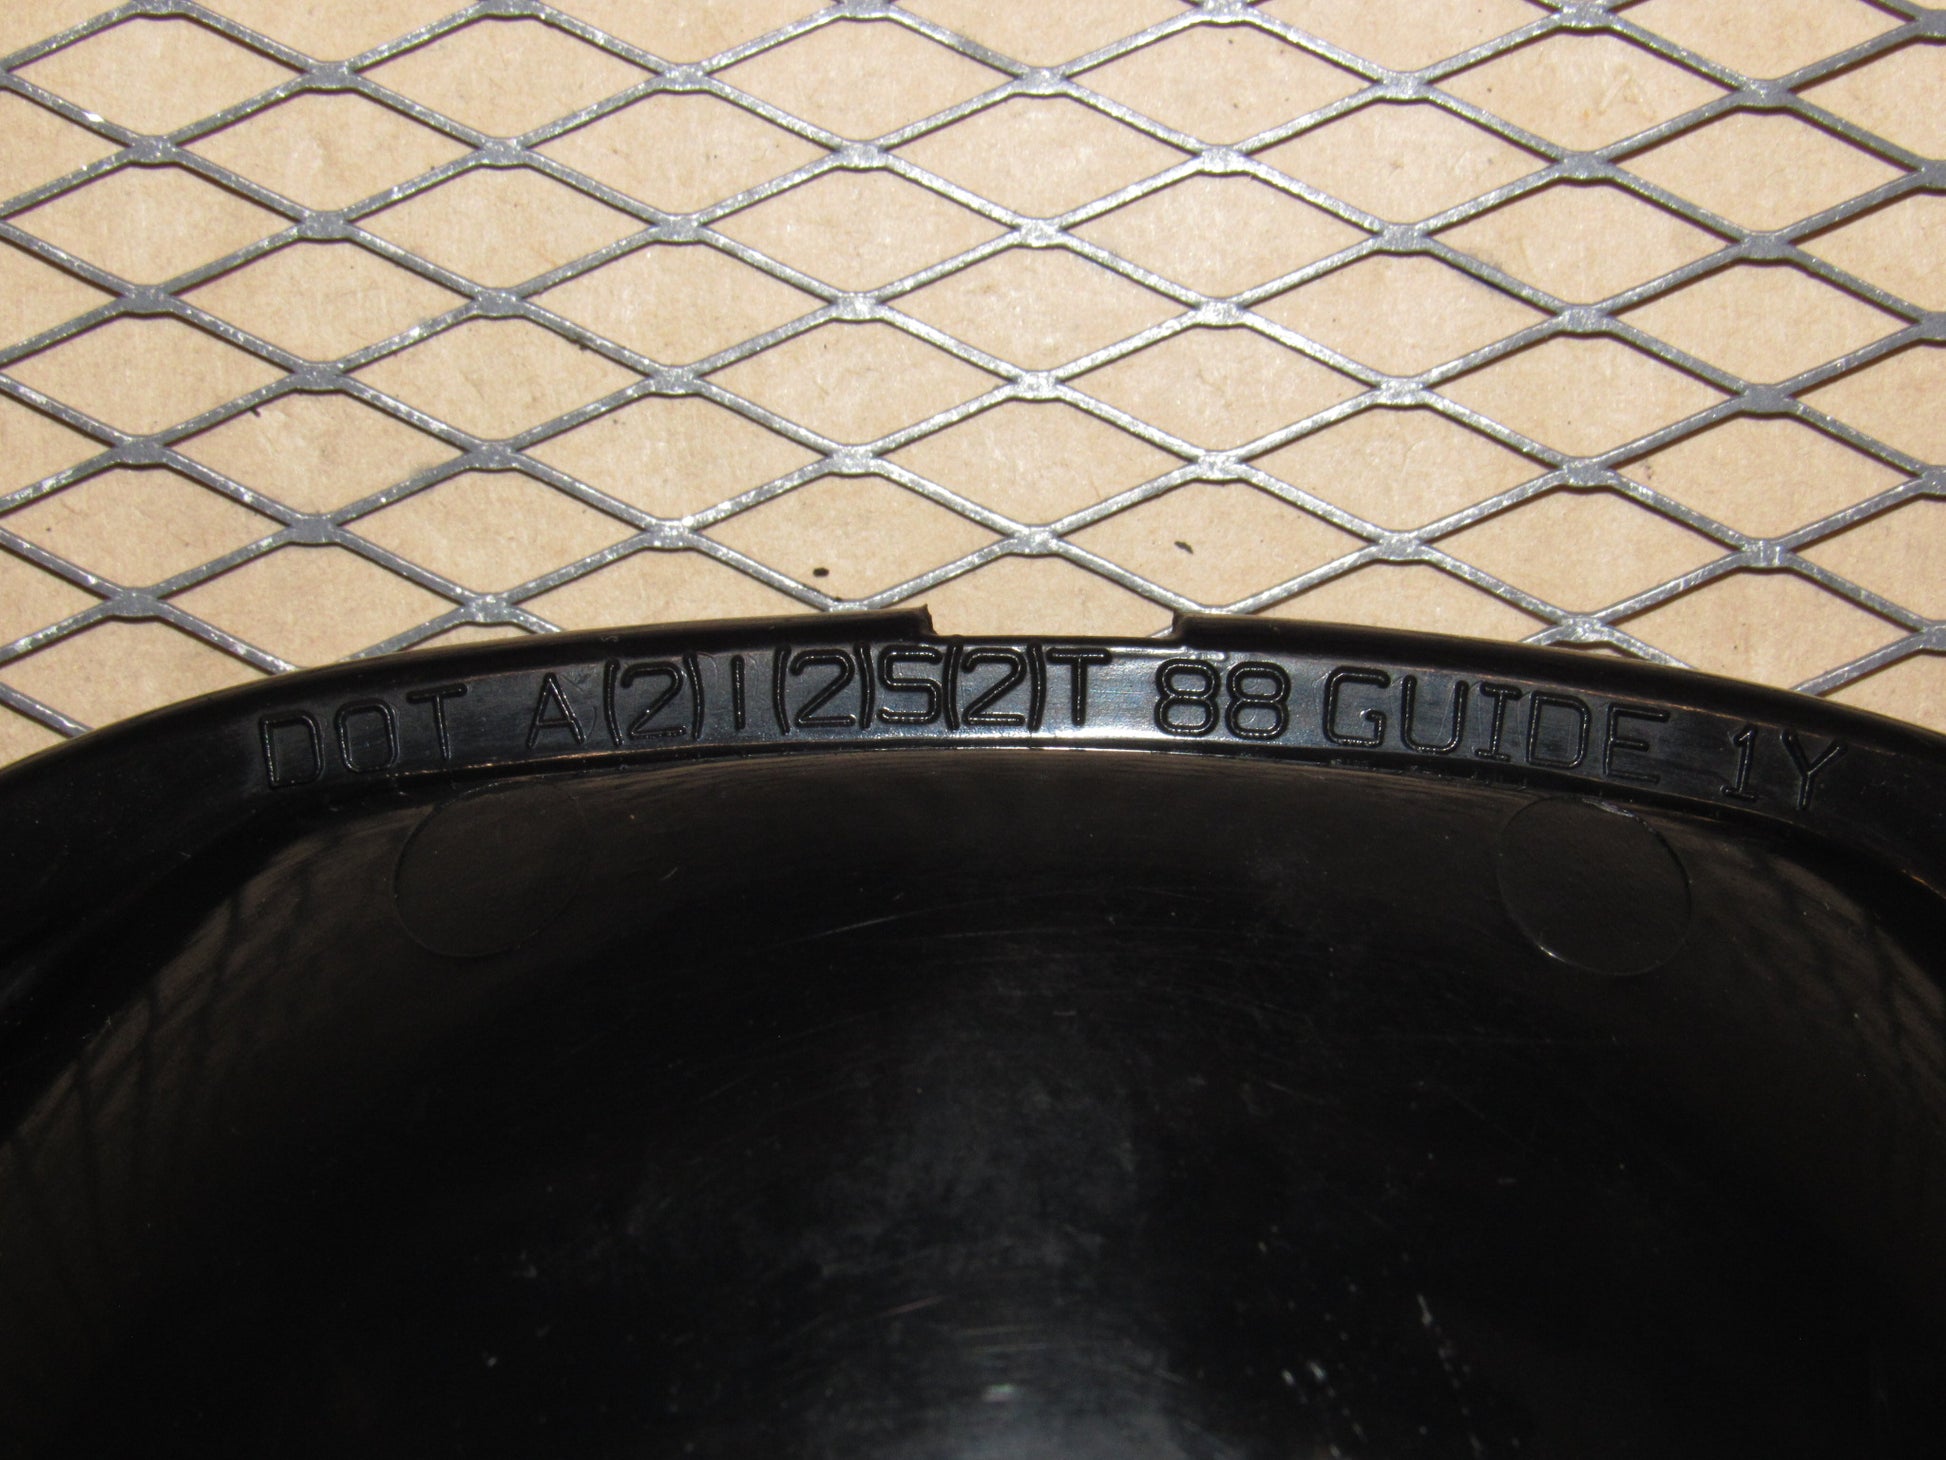 DOT A(2)I(2)S(2)T 88 GUIDE 1Y